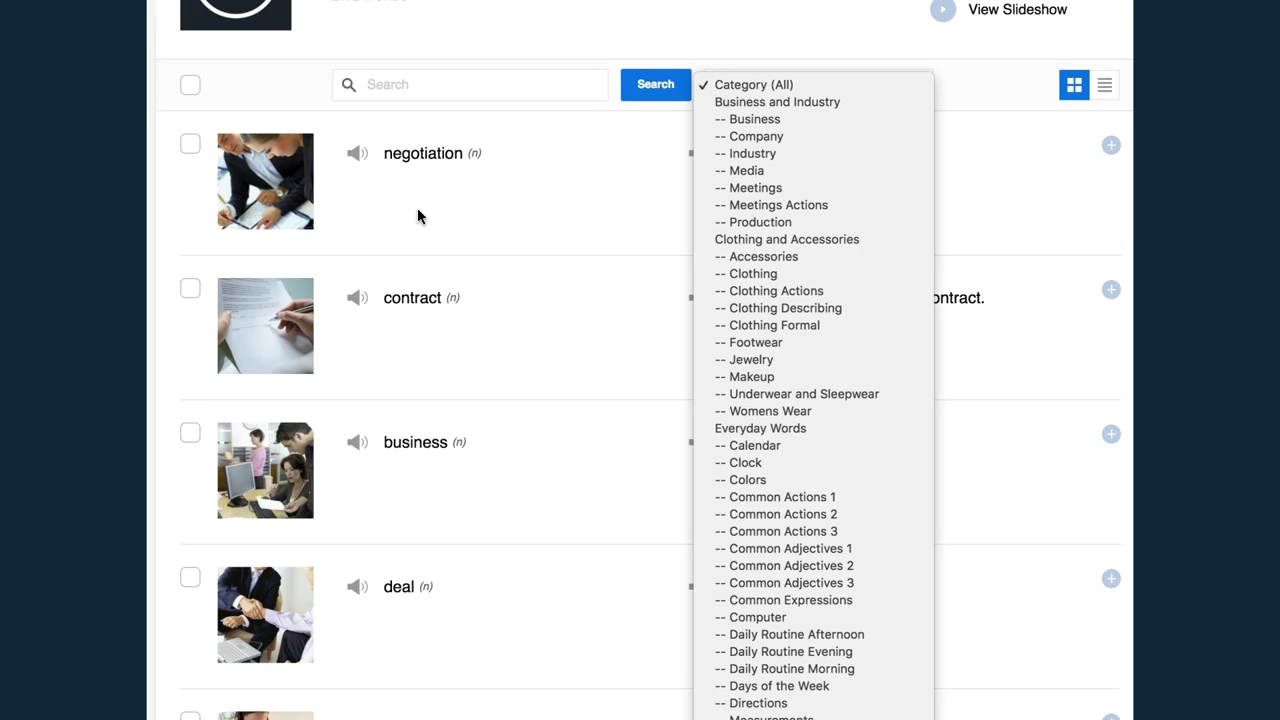 View Slideshow
Search
Search
✓ Category (All)
Business and Industry
-- Business
-- Company
-- Industry
-- Media
-- Meetings
-- Meetings Actions
-- Production
Clothing and Accessories
-- Accessories
-- Clothing
-- Clothing Actions
-- Clothing Describing
-- Clothing Formal
-- Footwear
-- Jewelry
-- Makeup
-- Underwear and Sleepwear
-- Womens Wear
Everyday Words
-- Calendar
-- Clock
-- Colors
-- Common Actions 1
-- Common Actions 2
-- Common Actions 3
-- Common Adjectives 1
-- Common Adjectives 2
-- Common Adjectives 3
-- Common Expressions
-- Computer
-- Daily Routine Afternoon
-- Daily Routine Evening
-- Daily Routine Morning
-- Days of the Week
-- Directions
-- Measurements
negotiation (n)
contract (n)
ontract.
business (n)
deal (n)